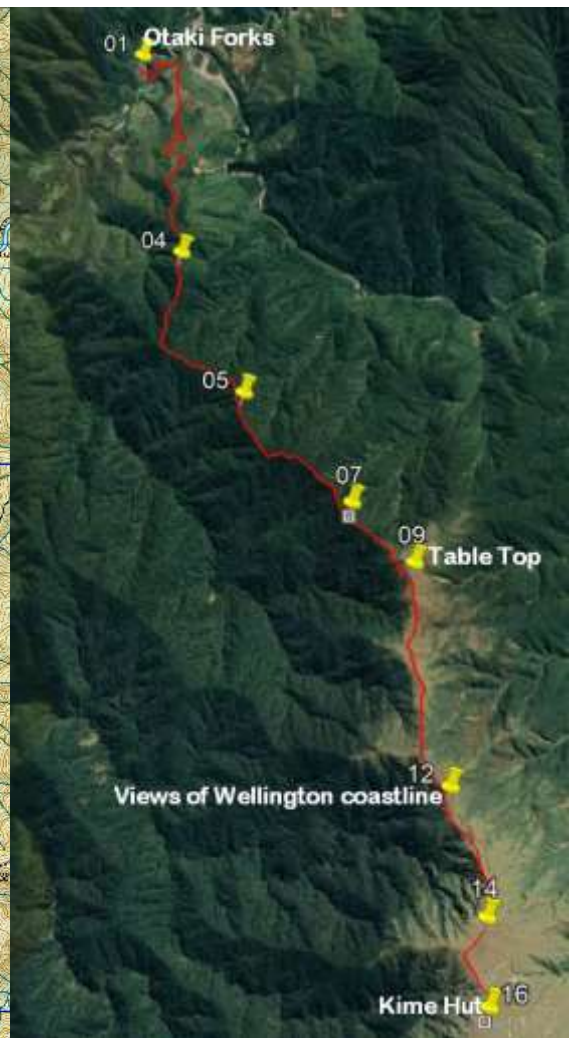 01 Otaki Forks
04
05
07
09 Table Top
12
Views of Wellington coastline
14
Kime Hut 16